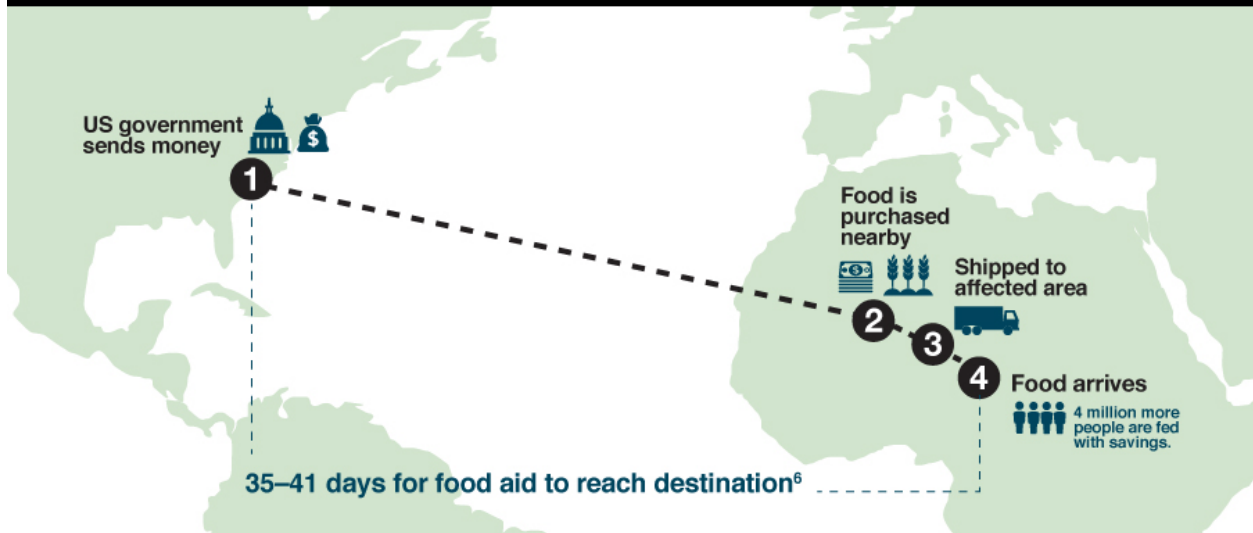 US government
sends money
$
1
Food is
purchased
nearby
$
2
Shipped to
affected area
3
4
Food arrives
4 million more
people are fed
with savings.
35–41 days for food aid to reach destination⁶